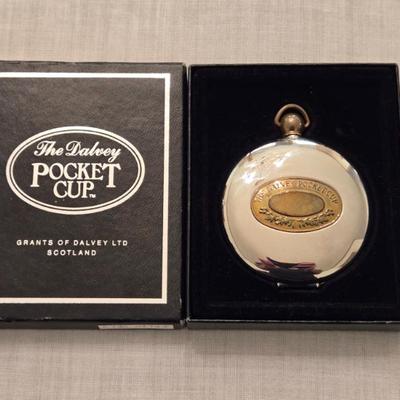 The Dalvey
POCKET
CUP™
GRANTS OF DALVEY LTD
SCOTLAND
THE DALVEY POCKET CUP